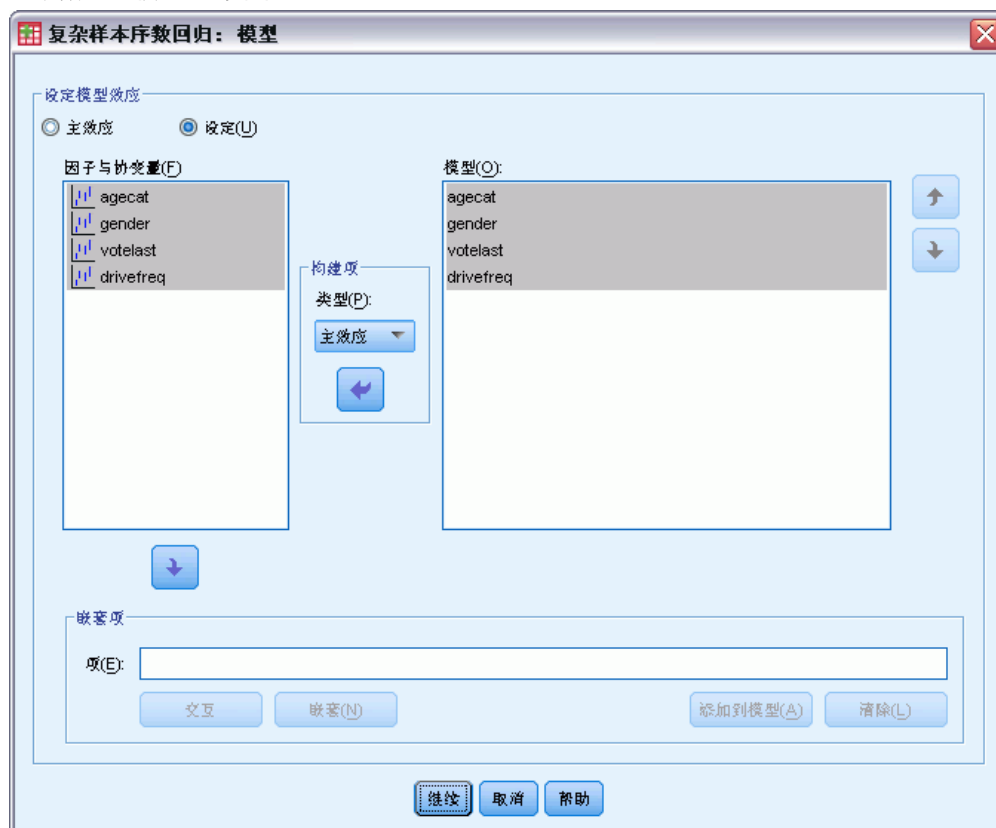 复杂样本序数回归：模型
设定模型效应
主效应
设定(U)
因子与协变量(F)
agecat
gender
votelast
drivefreq
构建项
类型(P):
主效应
模型(O):
agecat
gender
votelast
drivefreq
嵌套项
项(E):
交互
嵌套(N)
添加到模型(A)
清除(L)
继续
取消
帮助